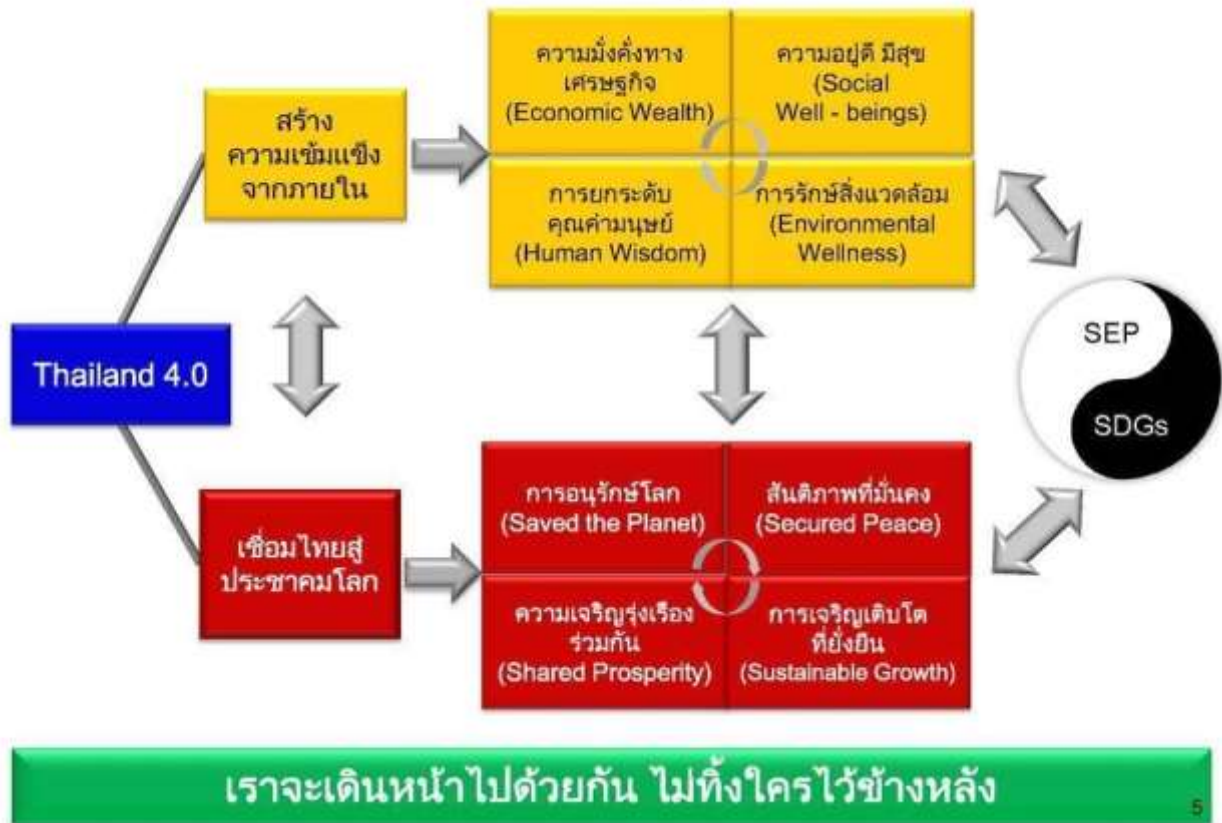 ความมั่งคั่งทาง
เศรษฐกิจ
(Economic Wealth)
ความอยู่ดี มีสุข
(Social
Well - beings)
สร้าง
ความเข้มแข็ง
จากภายใน
การยกระดับ
คุณค่ามนุษย์
(Human Wisdom)
การรักษ์สิ่งแวดล้อม
(Environmental
Wellness)
Thailand 4.0
SEP
SDGs
เชื่อมไทยสู่
ประชาคมโลก
การอนุรักษ์โลก
(Saved the Planet)
สันติภาพที่มั่นคง
(Secured Peace)
ความเจริญรุ่งเรือง
ร่วมกัน
(Shared Prosperity)
การเจริญเติบโต
ที่ยั่งยืน
(Sustainable Growth)
เราจะเดินหน้าไปด้วยกัน ไม่ทิ้งใครไว้ข้างหลัง
5